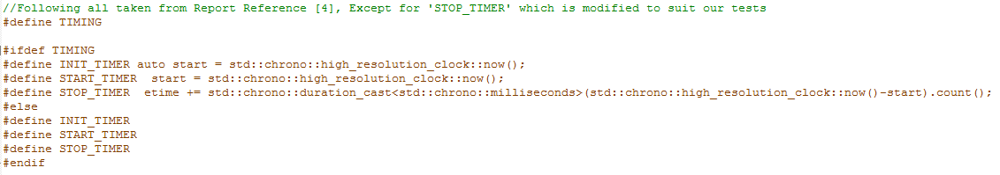 //Following all taken from Report Reference [4], Except for 'STOP_TIMER' which is modified to suit our tests
#define TIMING
#ifdef TIMING
#define INIT_TIMER auto start = std::chrono::high_resolution_clock::now();
#define START_TIMER  start = std::chrono::high_resolution_clock::now();
#define STOP_TIMER  etime += std::chrono::duration_cast<std::chrono::milliseconds>(std::chrono::high_resolution_clock::now()-start).count();
#else
#define INIT_TIMER
#define START_TIMER
#define STOP_TIMER
#endif